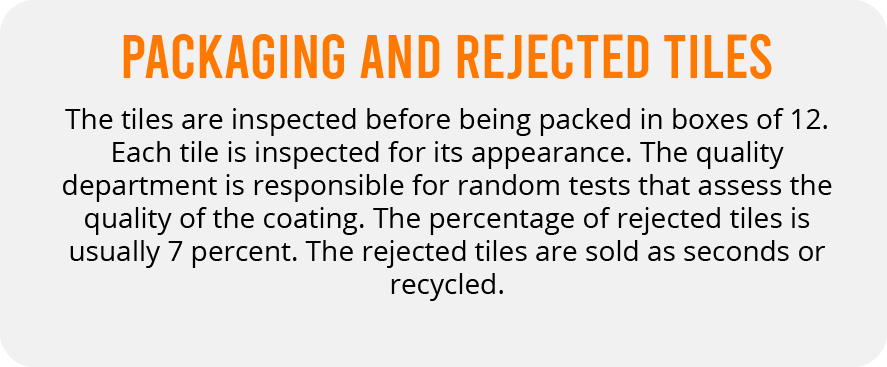 PACKAGING AND REJECTED TILES
The tiles are inspected before being packed in boxes of 12.
Each tile is inspected for its appearance. The quality
department is responsible for random tests that assess the
quality of the coating. The percentage of rejected tiles is
usually 7 percent. The rejected tiles are sold as seconds or
recycled.